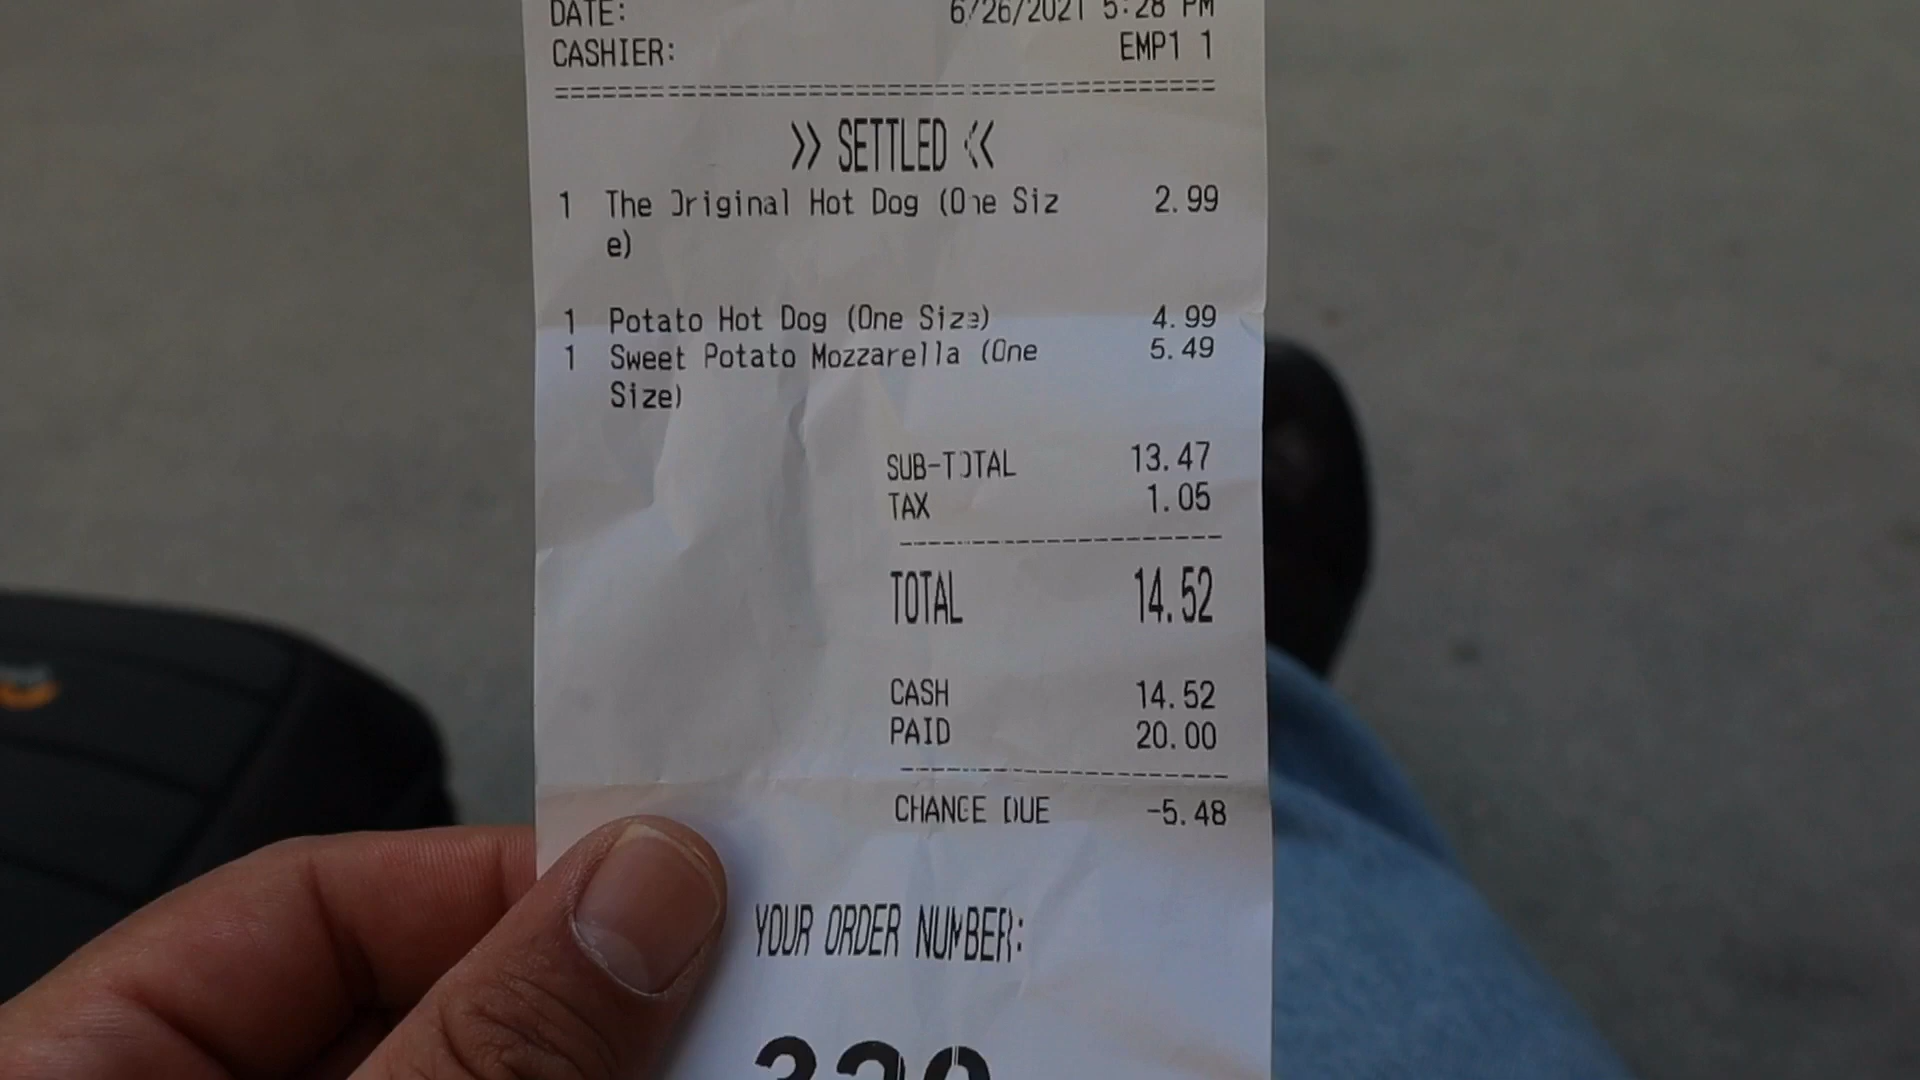 DATE: 6/26/2021 5:28 PM
CASHIER: EMP1 1
==========================================
>> SETTLED <<
1 The Original Hot Dog (One Siz 2.99
e)
1 Potato Hot Dog (One Size) 4.99
1 Sweet Potato Mozzarella (One 5.49
Size)
SUB-TOTAL 13.47
TAX 1.05
TOTAL 14.52
CASH 14.52
PAID 20.00
CHANGE DUE -5.48
YOUR ORDER NUMBER: